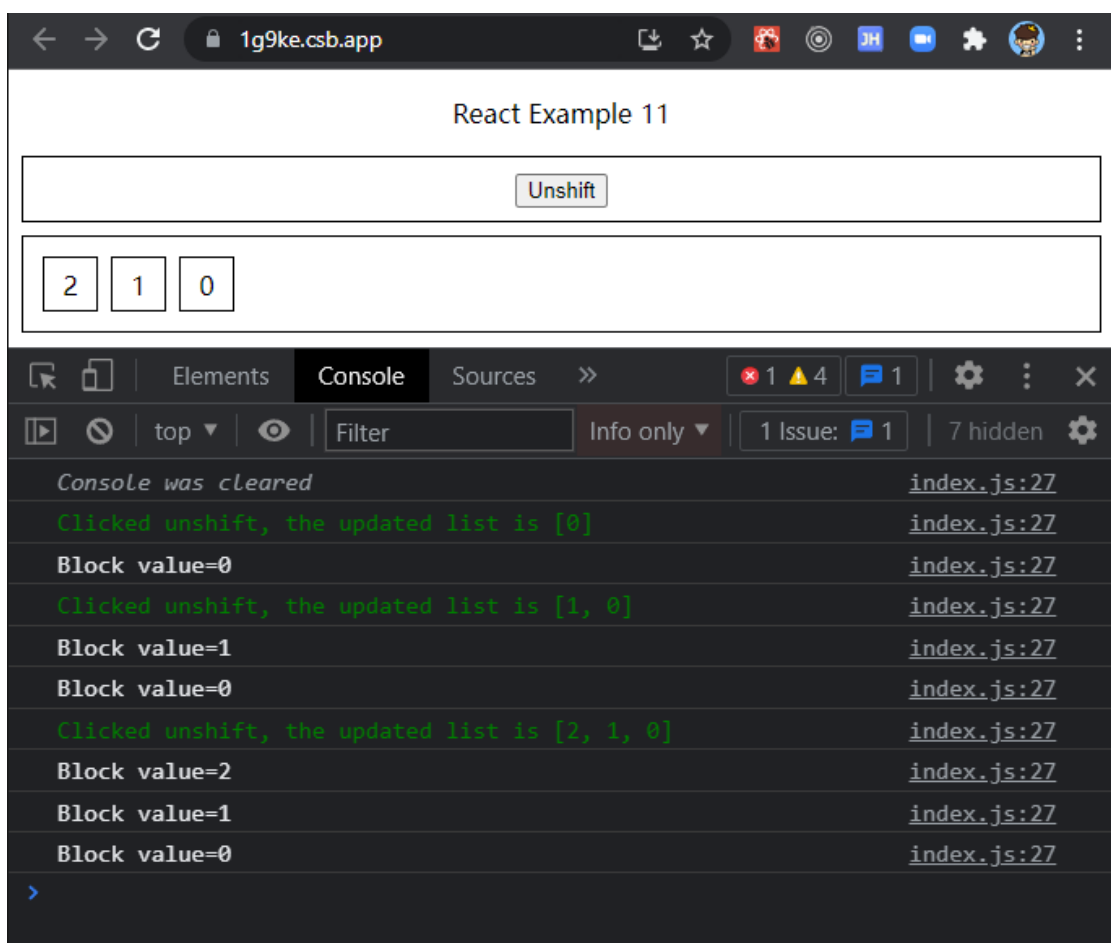 1g9ke.csb.app JH
React Example 11
Unshift
2 1 0
Elements Console Sources » 1 4 1
top ▼ Filter Info only ▼ 1 Issue: 1 7 hidden
Console was cleared index.js:27
Clicked unshift, the updated list is [0] index.js:27
Block value=0 index.js:27
Clicked unshift, the updated list is [1, 0] index.js:27
Block value=1 index.js:27
Block value=0 index.js:27
Clicked unshift, the updated list is [2, 1, 0] index.js:27
Block value=2 index.js:27
Block value=1 index.js:27
Block value=0 index.js:27
>